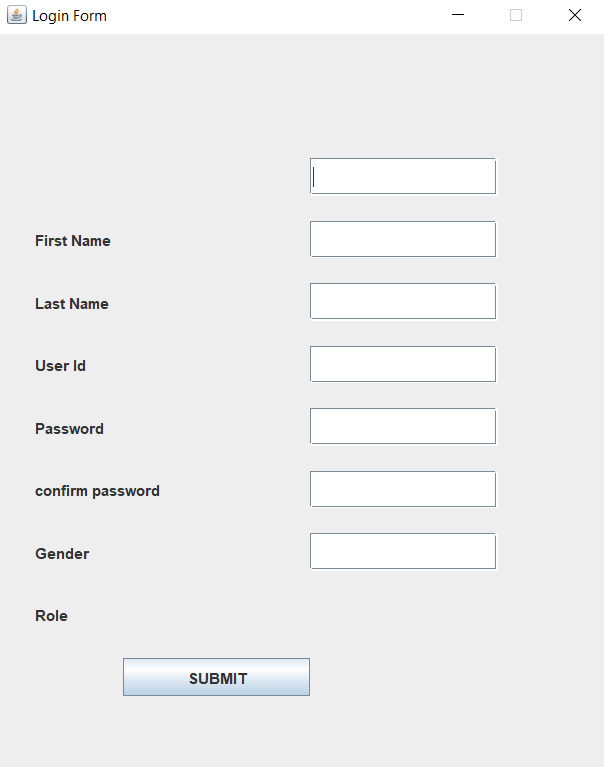 Login Form
First Name
Last Name
User Id
Password
confirm password
Gender
Role
SUBMIT